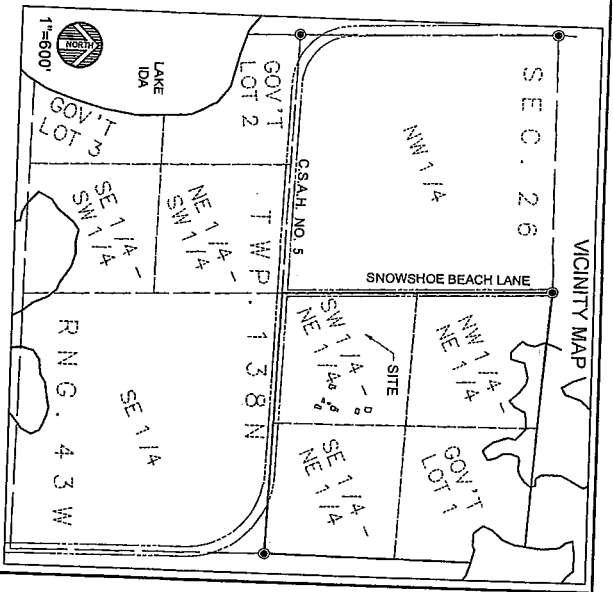 VICINITY MAP
SEC. 26
NW 1/4
SNOWSHOE BEACH LANE
NW 1/4 -
NE 1/4
GOV'T
LOT 1
SITE
SW 1/4 -
NE 1/4
SE 1/4 -
NE 1/4
C.S.A.H. NO. 5
TWP. 138N
GOV'T
LOT 2
NE 1/4 -
SW 1/4
LAKE
IDA
GOV'T
LOT 3
SE 1/4 -
SW 1/4
SE 1/4
RNG. 43W
NORTH
1"=600'